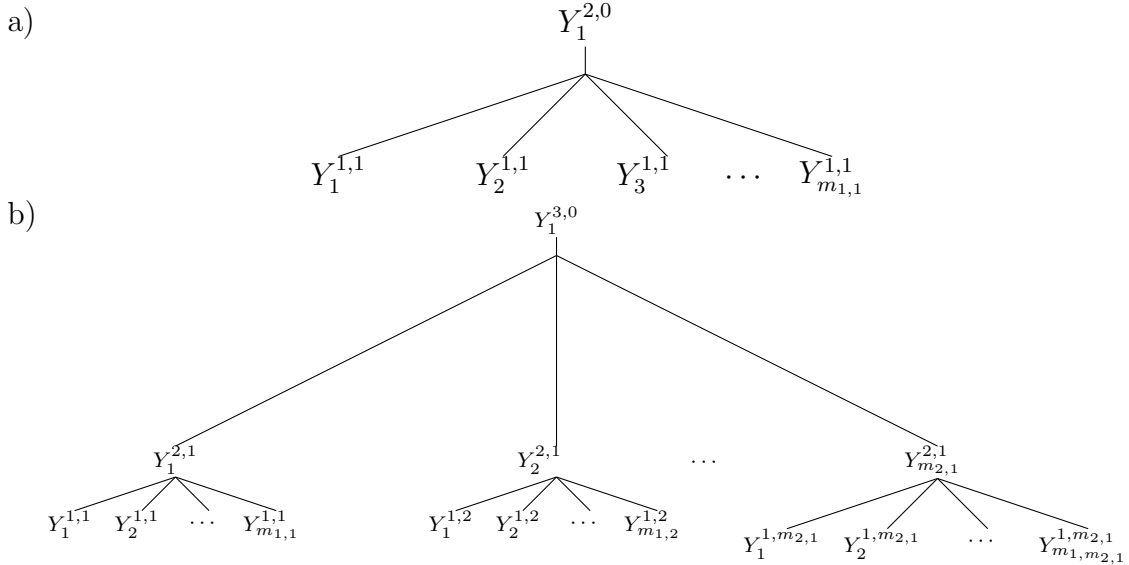 a)
Y_1^{2,0}
Y_1^{1,1} Y_2^{1,1} Y_3^{1,1} ⋯ Y_{m_{1,1}}^{1,1}
b)
Y_1^{3,0}
Y_1^{2,1} Y_2^{2,1} ⋯ Y_{m_{2,1}}^{2,1}
Y_1^{1,1} Y_2^{1,1} ⋯ Y_{m_{1,1}}^{1,1} Y_1^{1,2} Y_2^{1,2} ⋯ Y_{m_{1,2}}^{1,2} Y_1^{1,m_{2,1}} Y_2^{1,m_{2,1}} ⋯ Y_{m_{1,m_{2,1}}}^{1,m_{2,1}}